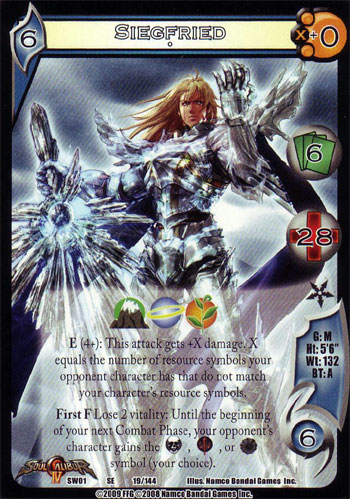 6
SIEGFRIED
X+0
6
28
G: M
Ht: 5'6"
Wt: 132
BT: A
6
E (4+): This attack gets +X damage. X
equals the number of resource symbols your
opponent character has that do not match
your character's resource symbols.
First F Lose 2 vitality: Until the beginning
of your next Combat Phase, your opponent's
character gains the , , or
symbol (your choice).
SOULCALIBUR
IV
SW01 SE 19/144 Illus. Namco Bandai Games Inc.
©2009 FFG ©2008 Namco Bandai Games Inc.